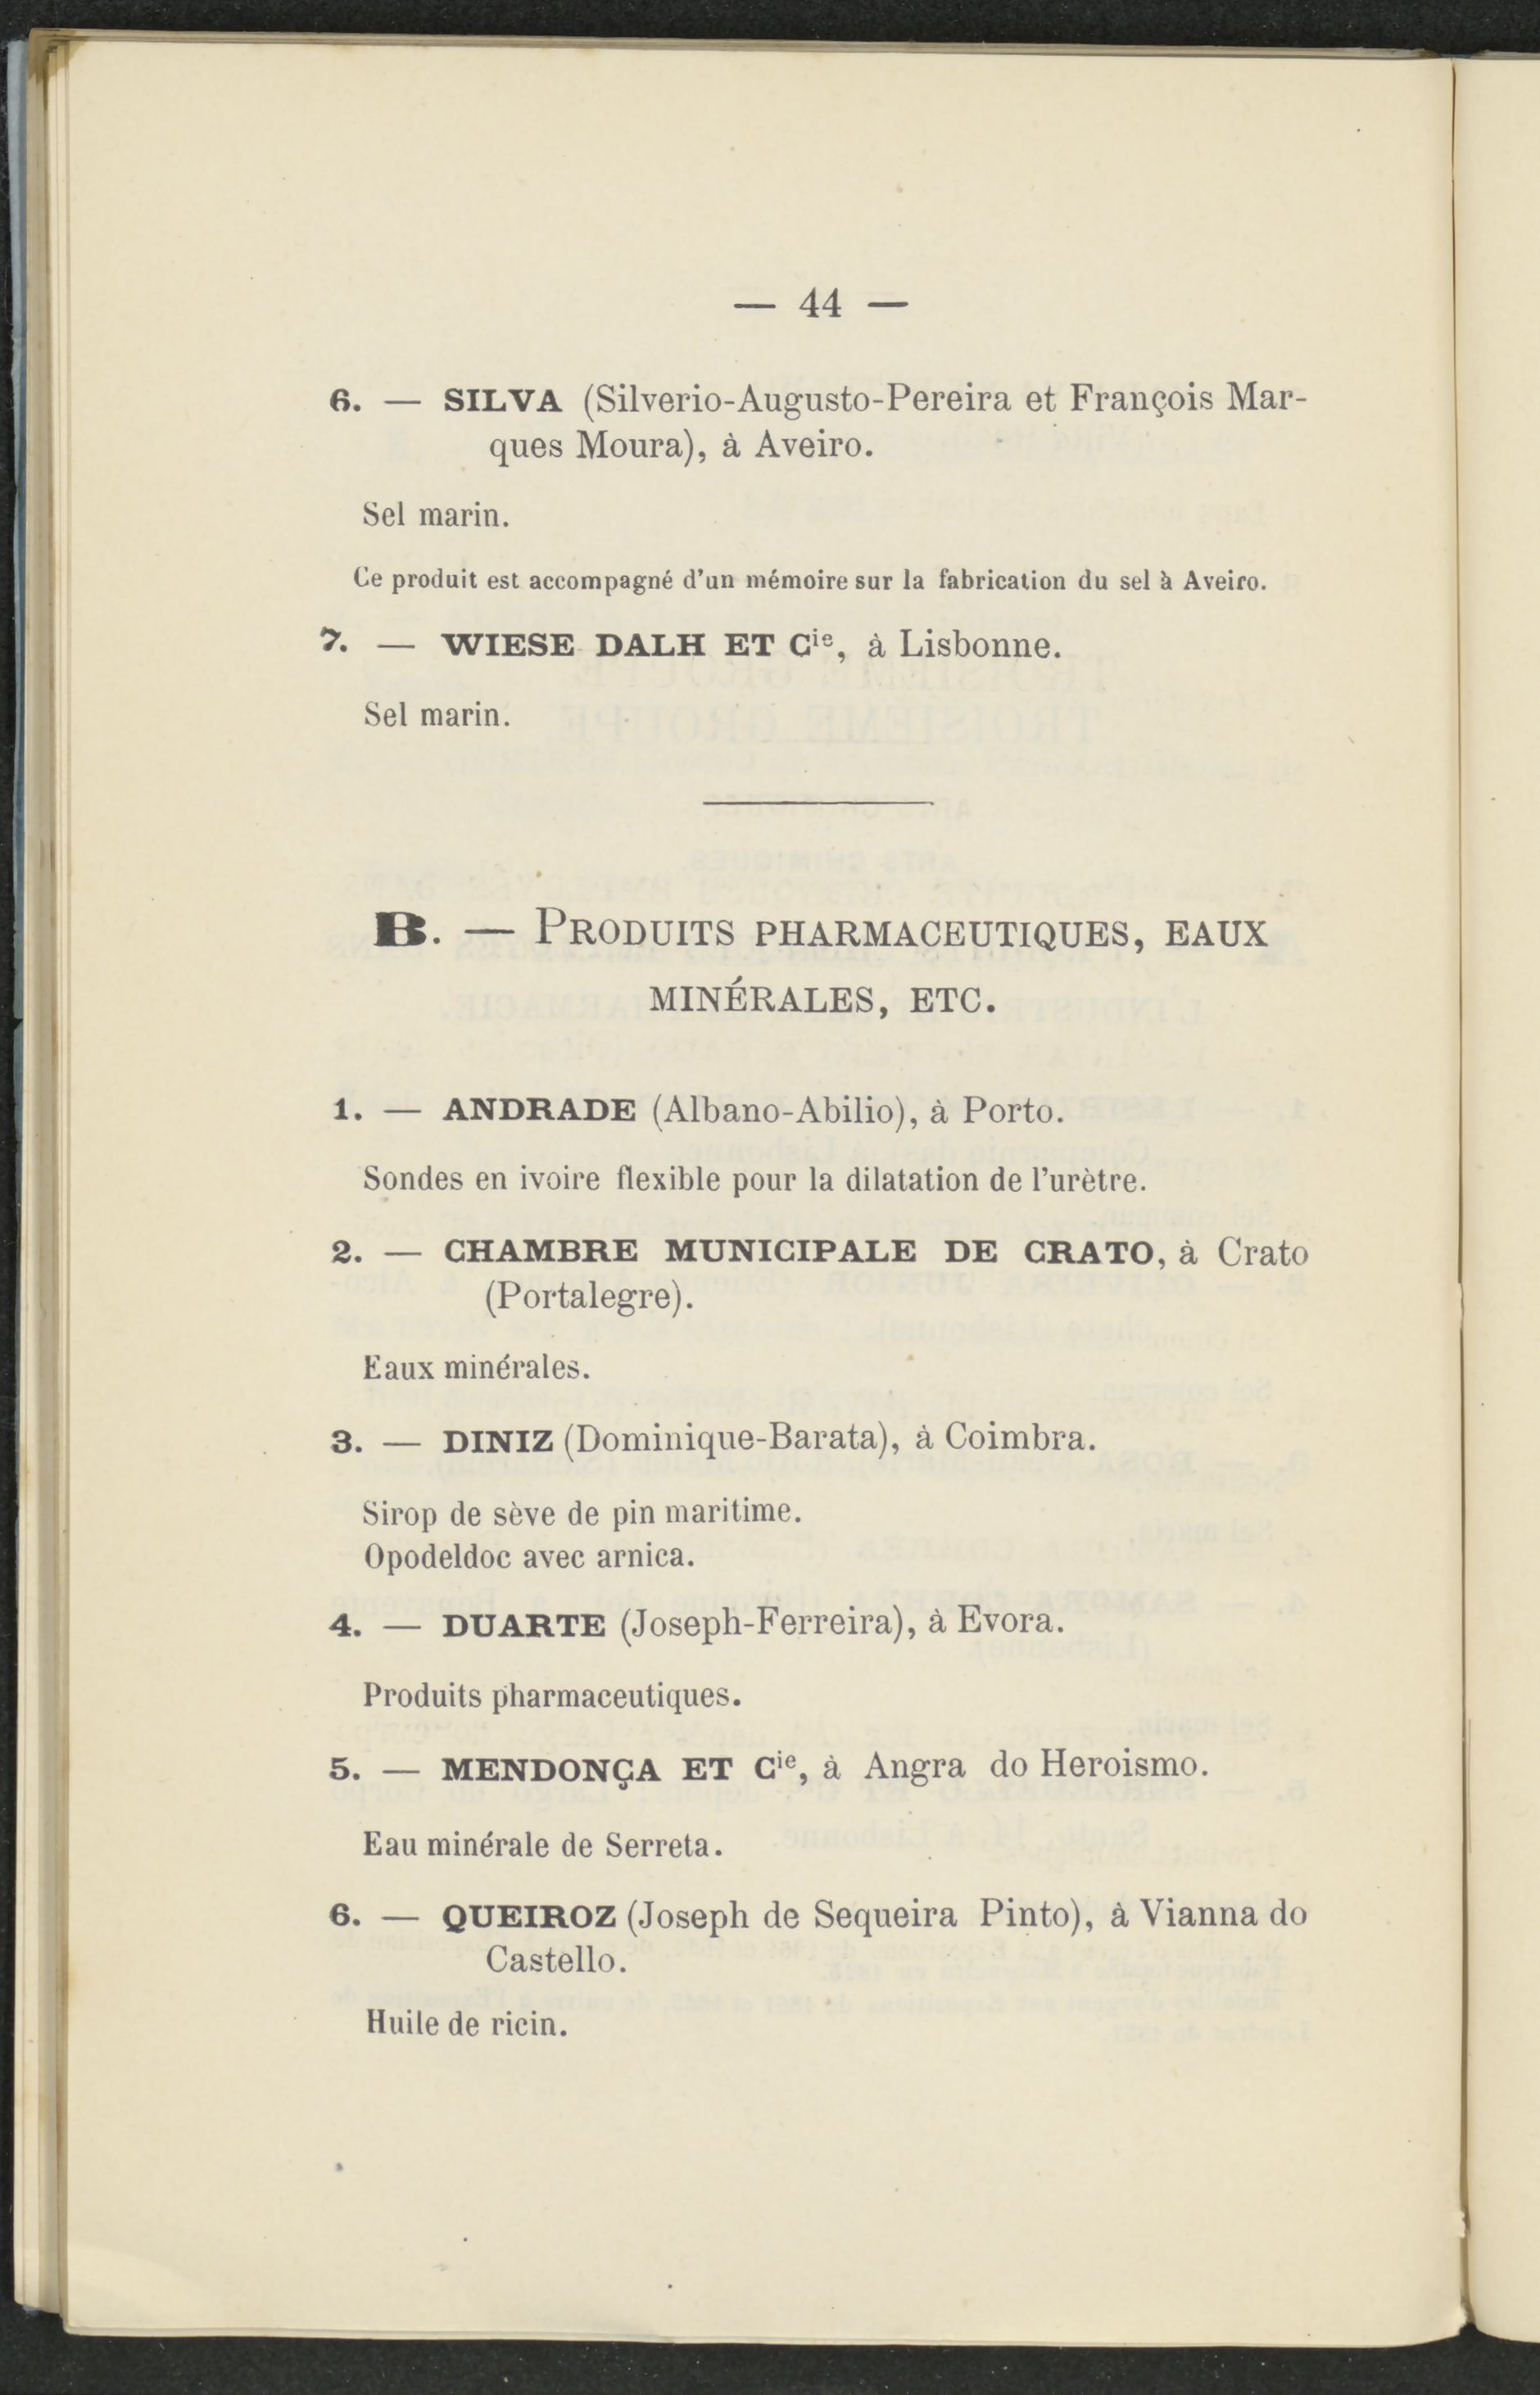 — 44 —
6. — SILVA (Silverio-Augusto-Pereira et François Mar-
ques Moura), à Aveiro.
Sel marin.
Ce produit est accompagné d'un mémoire sur la fabrication du sel à Aveiro.
7. — WIESE DALH ET Cie, à Lisbonne.
Sel marin.
B. — PRODUITS PHARMACEUTIQUES, EAUX
MINÉRALES, ETC.
1. — ANDRADE (Albano-Abilio), à Porto.
Sondes en ivoire flexible pour la dilatation de l'urètre.
2. — CHAMBRE MUNICIPALE DE CRATO, à Crato
(Portalegre).
Eaux minérales.
3. — DINIZ (Dominique-Barata), à Coimbra.
Sirop de sève de pin maritime.
Opodeldoc avec arnica.
4. — DUARTE (Joseph-Ferreira), à Evora.
Produits pharmaceutiques.
5. — MENDONÇA ET Cie, à Angra do Heroismo.
Eau minérale de Serreta.
6. — QUEIROZ (Joseph de Sequeira Pinto), à Vianna do
Castello.
Huile de ricin.